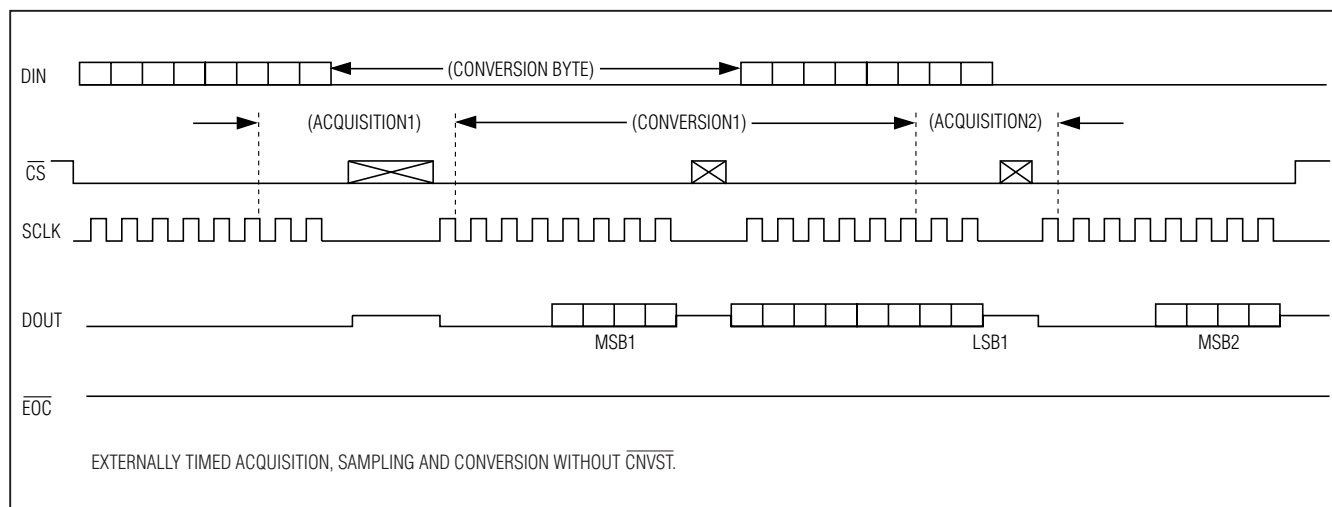 DIN
(CONVERSION BYTE)
(ACQUISITION1)
(CONVERSION1)
(ACQUISITION2)
CS
SCLK
DOUT
MSB1
LSB1
MSB2
EOC
EXTERNALLY TIMED ACQUISITION, SAMPLING AND CONVERSION WITHOUT CNVST.